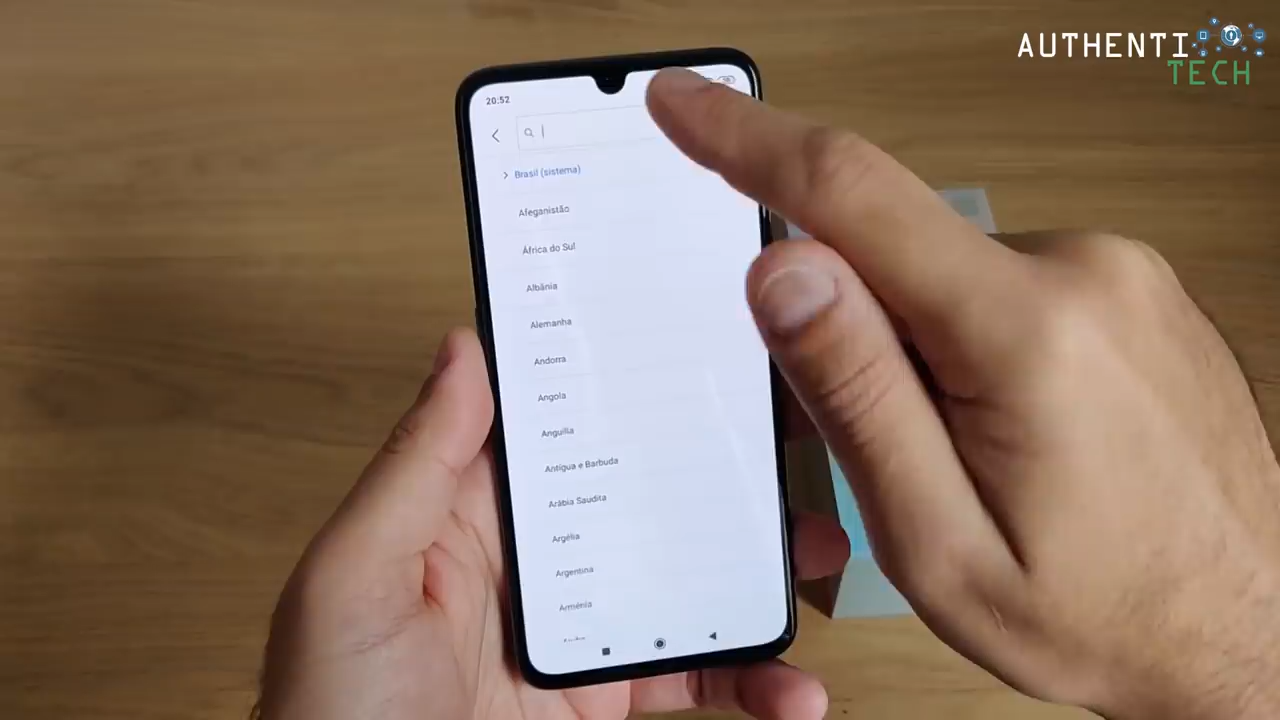 AUTHENTI
TECH
20:52
Brasil (sistema)
Afeganistão
África do Sul
Albânia
Alemanha
Andorra
Angola
Anguilla
Antígua e Barbuda
Arábia Saudita
Argélia
Argentina
Armênia